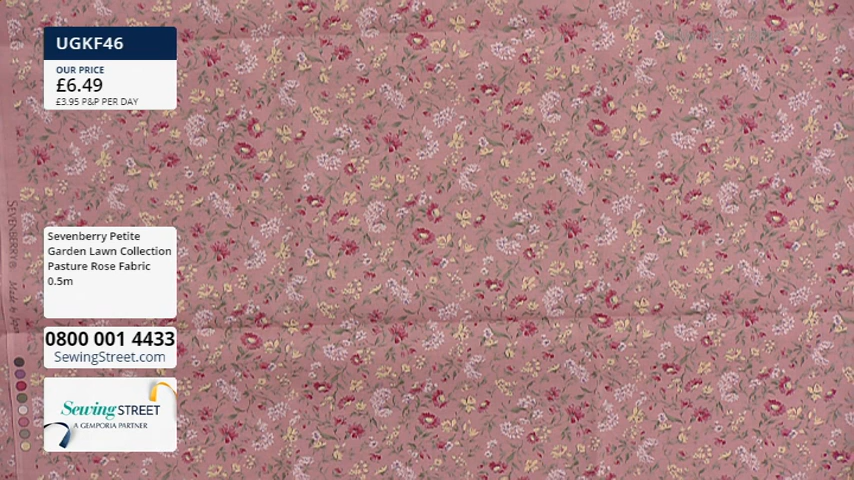 UGKF46
OUR PRICE
£6.49
£3.95 P&P PER DAY
Sevenberry Petite
Garden Lawn Collection
Pasture Rose Fabric
0.5m
0800 001 4433
SewingStreet.com
Sewing STREET
A GEMPORIA PARTNER
SEVENBERRY®